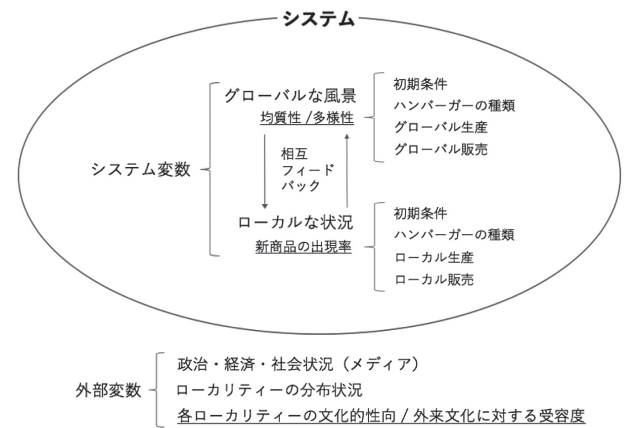 システム
グローバルな風景
均質性 / 多様性
初期条件
ハンバーガーの種類
グローバル生産
グローバル販売
システム変数
相互
フィード
バック
ローカルな状況
新商品の出現率
初期条件
ハンバーガーの種類
ローカル生産
ローカル販売
外部変数
政治・経済・社会状況（メディア）
ローカリティーの分布状況
各ローカリティーの文化的性向 / 外来文化に対する受容度